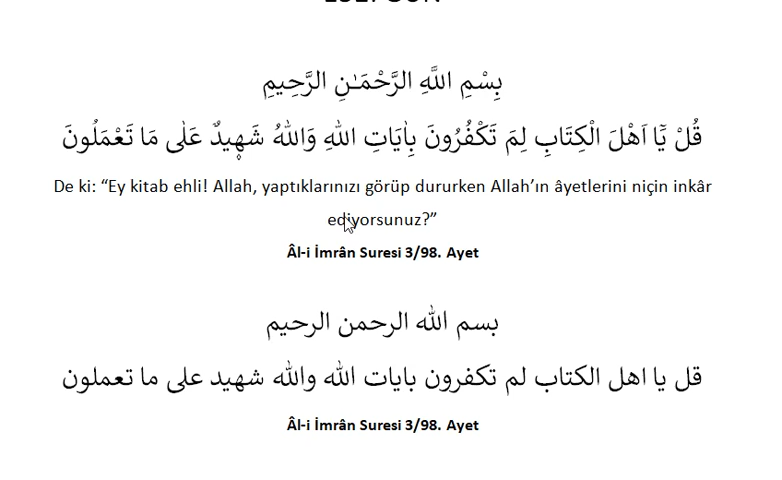 بِسْمِ اللَّهِ الرَّحْمَـٰنِ الرَّحِيمِ
قُلْ يَٓا اَهْلَ الْكِتَابِ لِمَ تَكْفُرُونَ بِاٰيَاتِ اللّٰهِ وَاللّٰهُ شَه۪يدٌ عَلٰى مَا تَعْمَلُونَ
De ki: “Ey kitab ehli! Allah, yaptıklarınızı görüp dururken Allah’ın âyetlerini niçin inkâr
ediyorsunuz?”
Âl-i İmrân Suresi 3/98. Ayet
بسم الله الرحمن الرحيم
قل يا اهل الكتاب لم تكفرون بايات الله والله شهيد على ما تعملون
Âl-i İmrân Suresi 3/98. Ayet